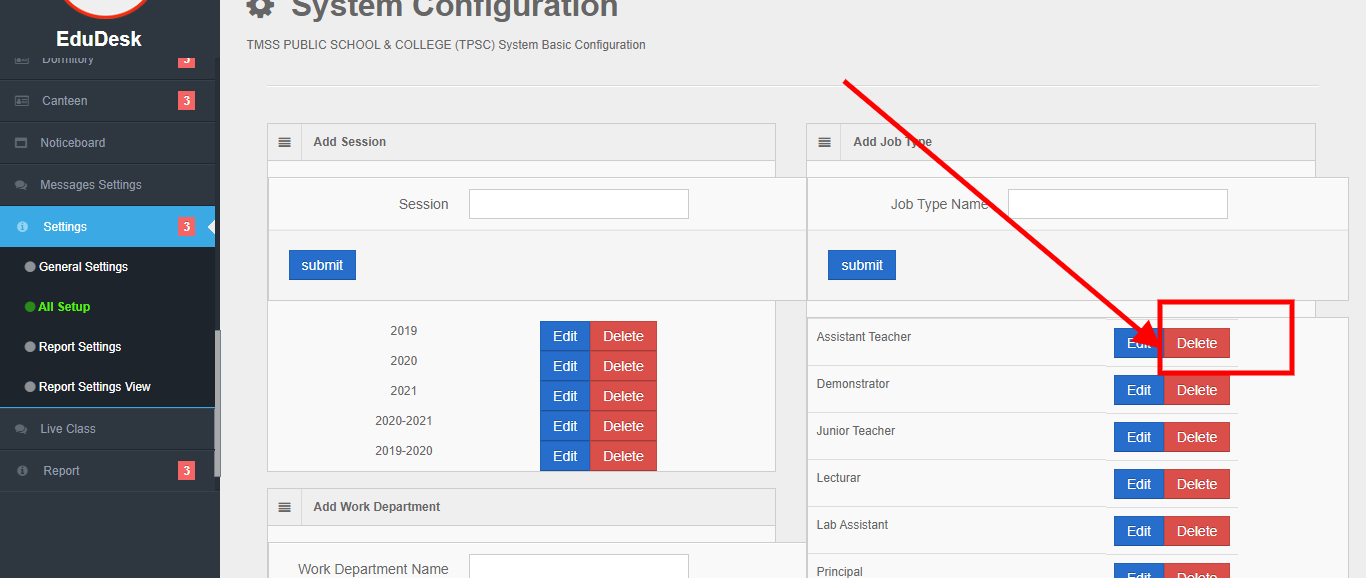 System Configuration
TMSS PUBLIC SCHOOL & COLLEGE (TPSC) System Basic Configuration
EduDesk
Dormitory 3
Canteen 3
Noticeboard
Messages Settings
Settings 3
General Settings
All Setup
Report Settings
Report Settings View
Live Class
Report 3
Add Session
Session
submit
2019 Edit Delete
2020 Edit Delete
2021 Edit Delete
2020-2021 Edit Delete
2019-2020 Edit Delete
Add Work Department
Work Department Name
Add Job Type
Job Type Name
submit
Assistant Teacher Edit Delete
Demonstrator Edit Delete
Junior Teacher Edit Delete
Lecturar Edit Delete
Lab Assistant Edit Delete
Principal Edit Delete